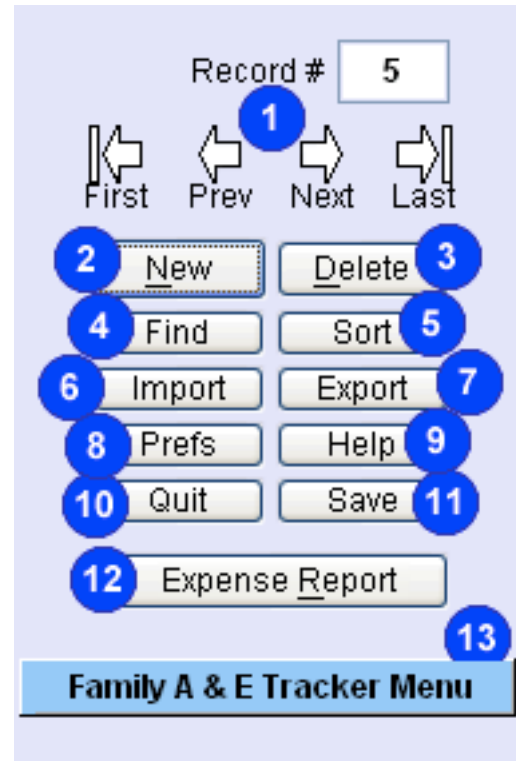 Record # 5
1
First Prev Next Last
2 New Delete 3
4 Find Sort 5
6 Import Export 7
8 Prefs Help 9
10 Quit Save 11
12 Expense Report
13
Family A & E Tracker Menu